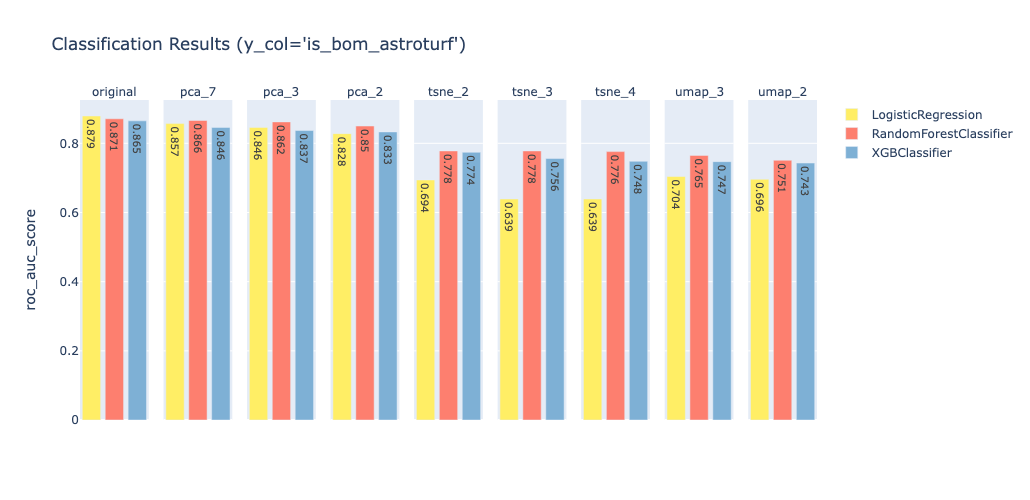 Classification Results (y_col='is_bom_astroturf')
original pca_7 pca_3 pca_2 tsne_2 tsne_3 tsne_4 umap_3 umap_2
LogisticRegression
RandomForestClassifier
XGBClassifier
roc_auc_score
0.8
0.6
0.4
0.2
0
0.879 0.871 0.865
0.857 0.866 0.846
0.846 0.862 0.837
0.828 0.85 0.833
0.694 0.778 0.774
0.639 0.778 0.756
0.639 0.776 0.748
0.704 0.765 0.747
0.696 0.751 0.743